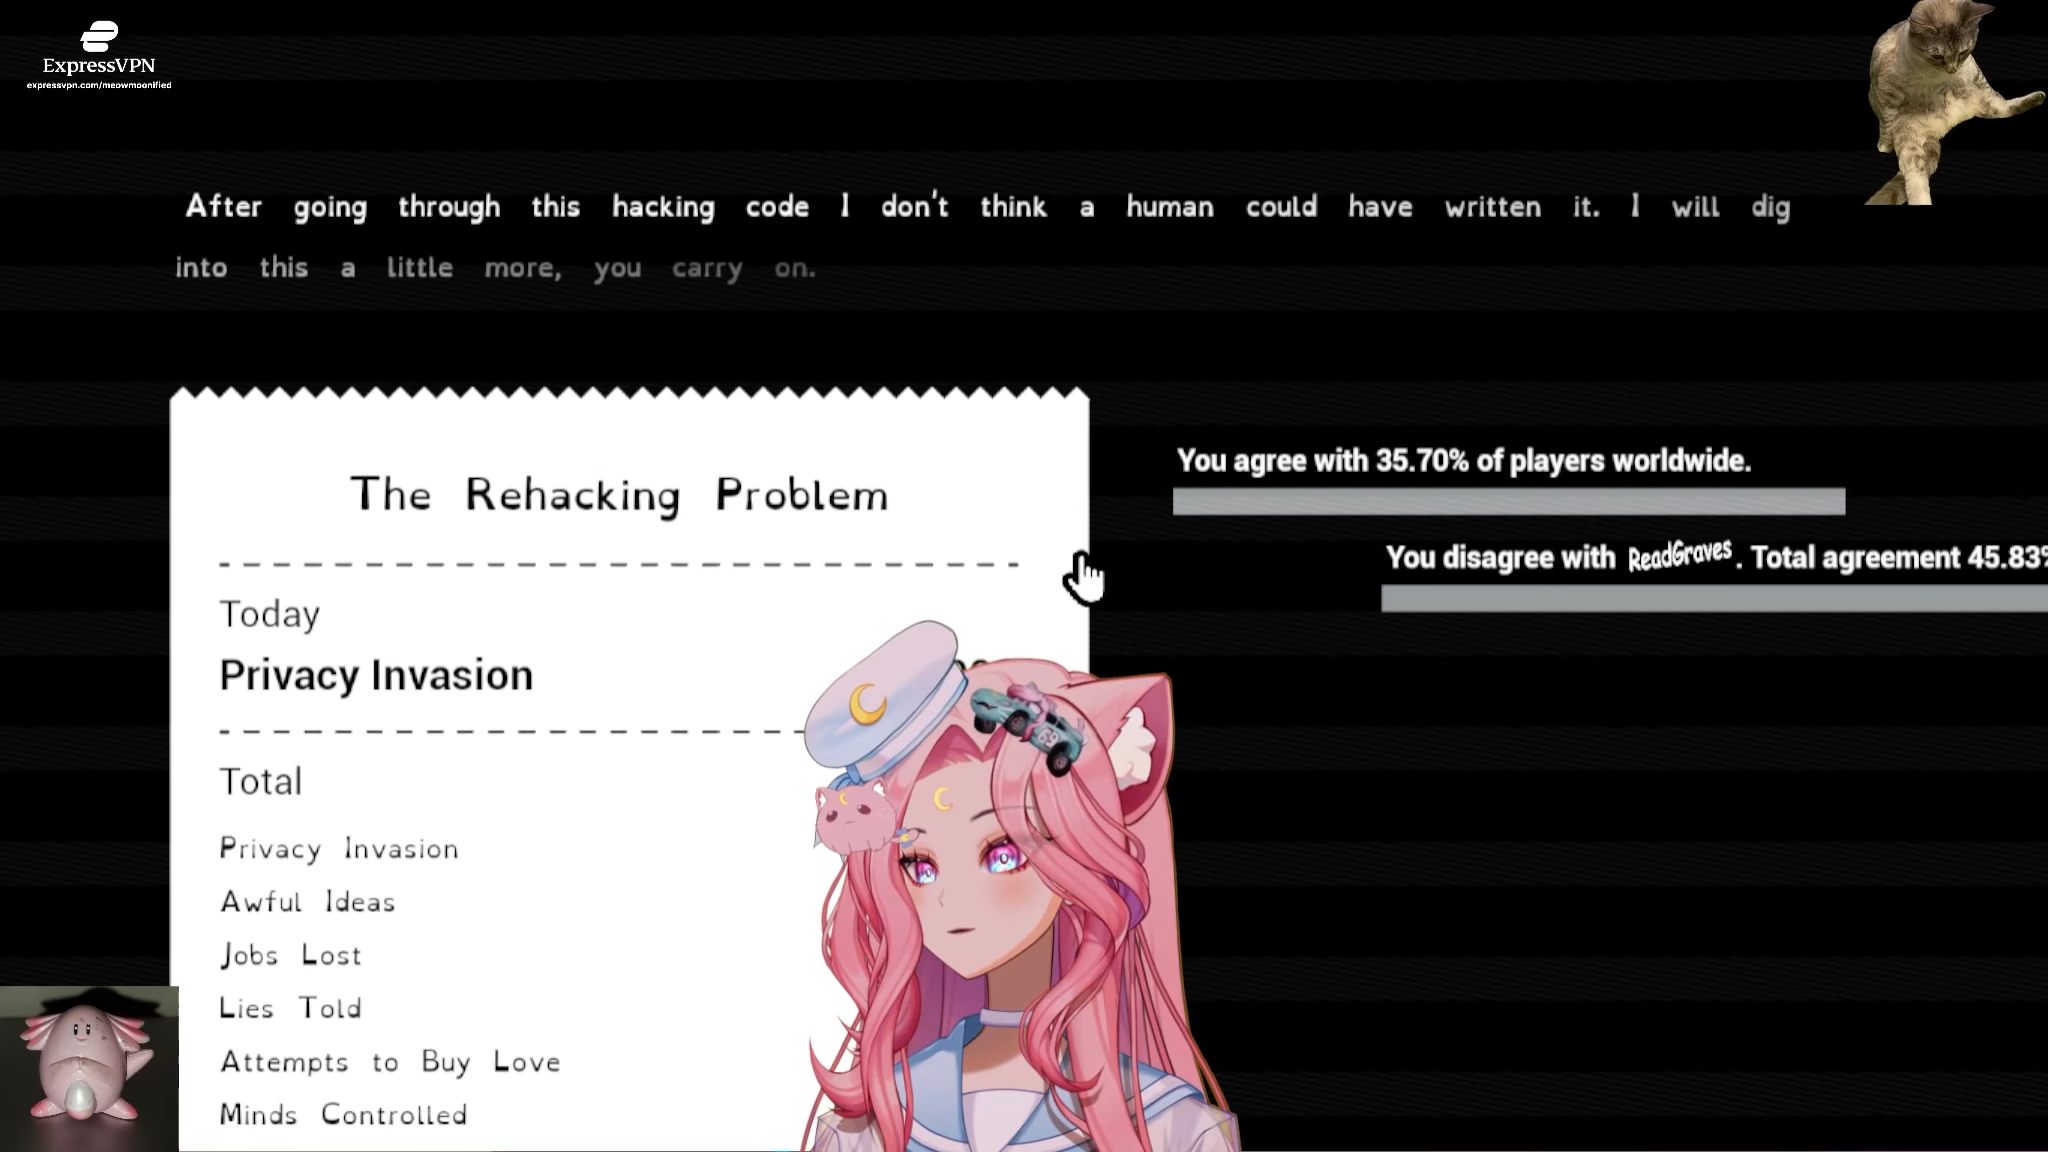 ExpressVPN
expressvpn.com/meowmoonified
After going through this hacking code I don't think a human could have written it. I will dig
into this a little more, you carry on.
The Rehacking Problem
You agree with 35.70% of players worldwide.
You disagree with ReadGraves. Total agreement 45.83%
Today
Privacy Invasion
Total
Privacy Invasion
Awful Ideas
Jobs Lost
Lies Told
Attempts to Buy Love
Minds Controlled